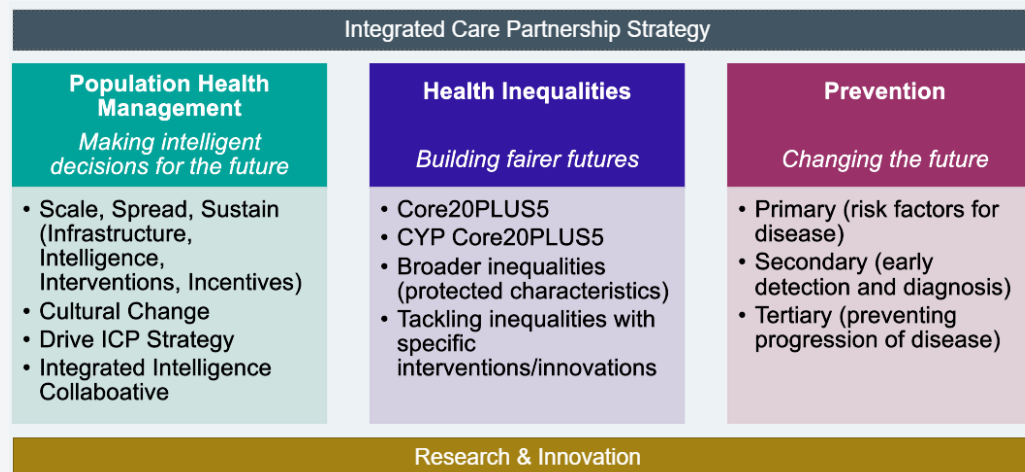 Integrated Care Partnership Strategy
Population Health
Management
Making intelligent
decisions for the future
• Scale, Spread, Sustain
(Infrastructure,
Intelligence,
Interventions, Incentives)
• Cultural Change
• Drive ICP Strategy
• Integrated Intelligence
Collaboative
Health Inequalities
Building fairer futures
• Core20PLUS5
• CYP Core20PLUS5
• Broader inequalities
(protected characteristics)
• Tackling inequalities with
specific
interventions/innovations
Prevention
Changing the future
• Primary (risk factors for
disease)
• Secondary (early
detection and diagnosis)
• Tertiary (preventing
progression of disease)
Research & Innovation